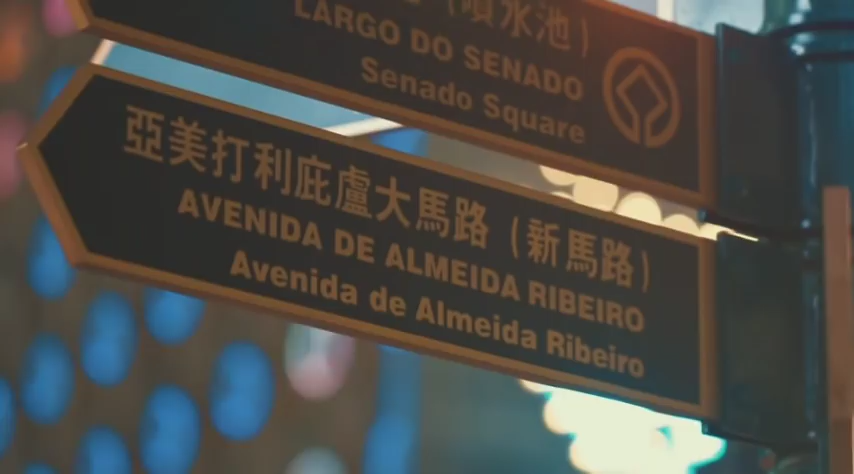 (噴水池)
LARGO DO SENADO
Senado Square
亞美打利庇盧大馬路(新馬路)
AVENIDA DE ALMEIDA RIBEIRO
Avenida de Almeida Ribeiro